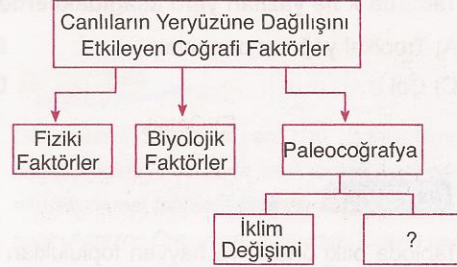 Canlıların Yeryüzüne Dağılışını
Etkileyen Coğrafi Faktörler
Fiziki
Faktörler
Biyolojik
Faktörler
Paleocoğrafya
İklim
Değişimi
?